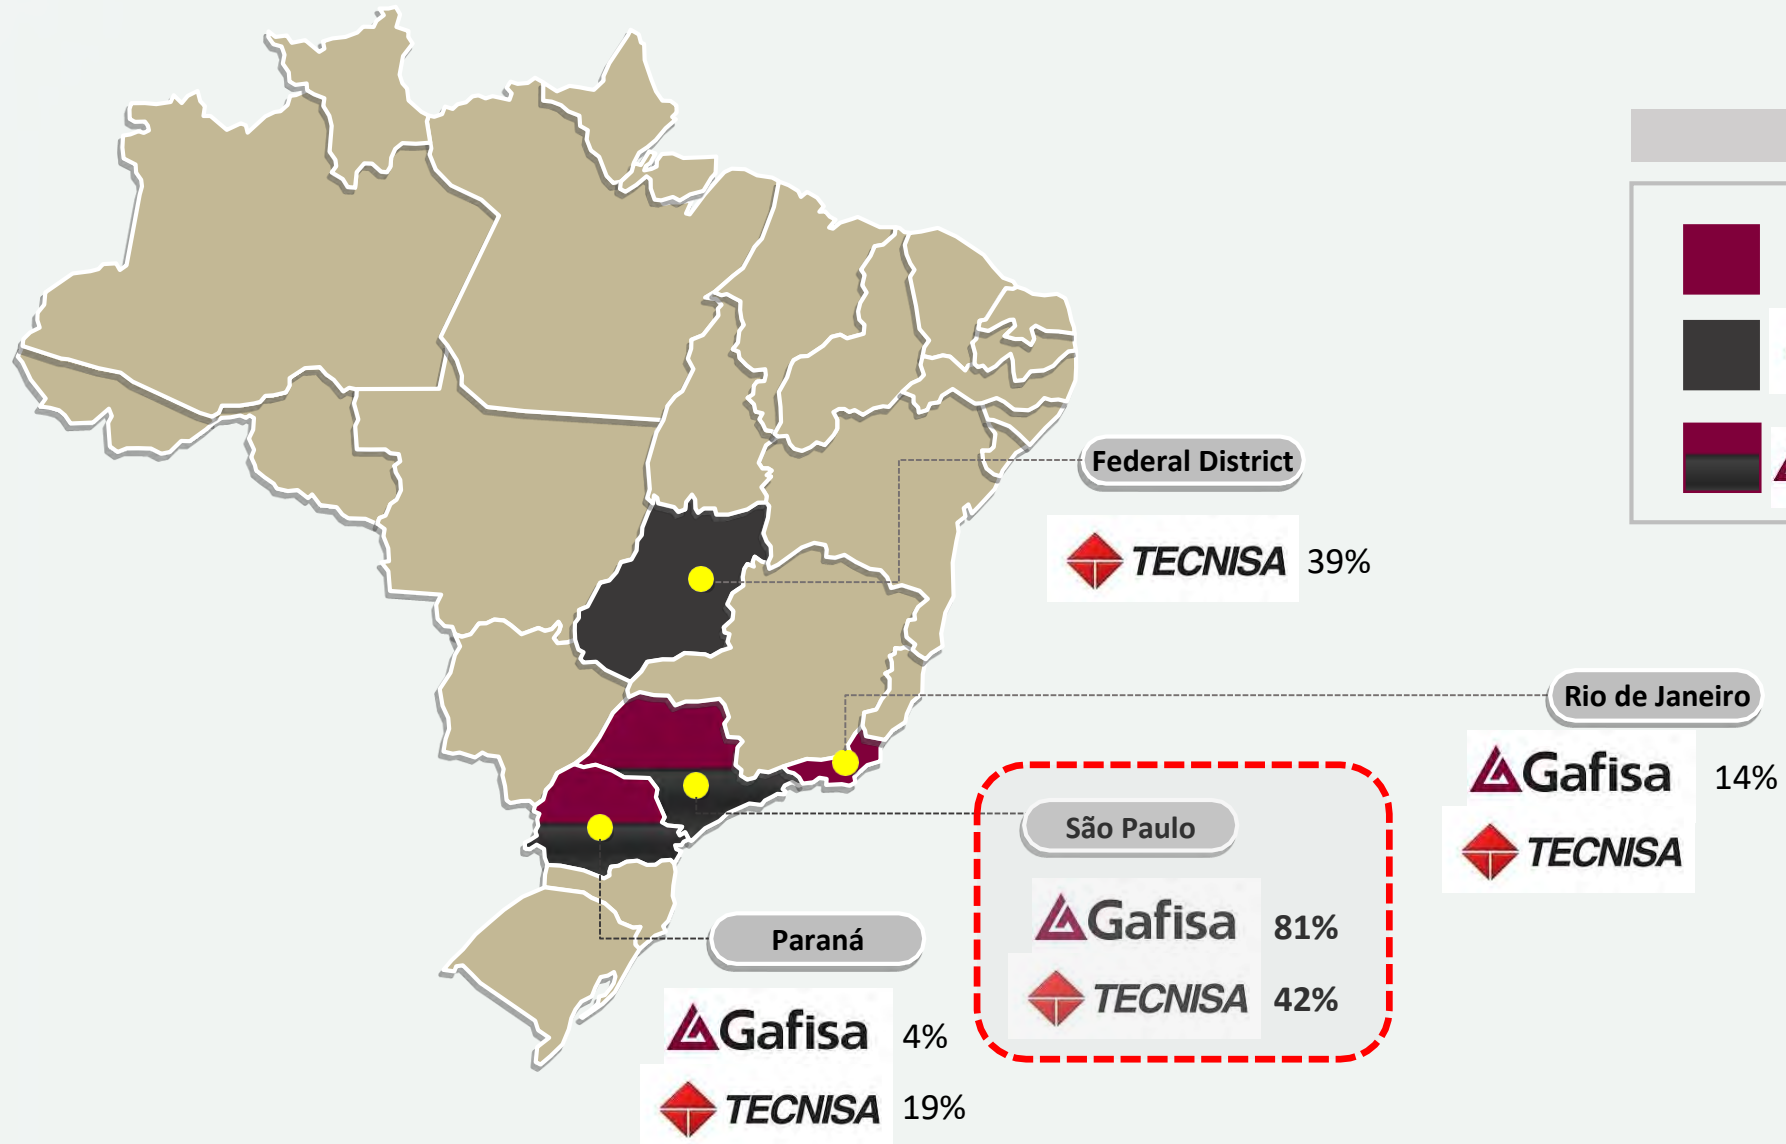 Federal District
TECNISA 39%
Rio de Janeiro
Gafisa 14%
TECNISA
São Paulo
Gafisa 81%
TECNISA 42%
Paraná
Gafisa 4%
TECNISA 19%